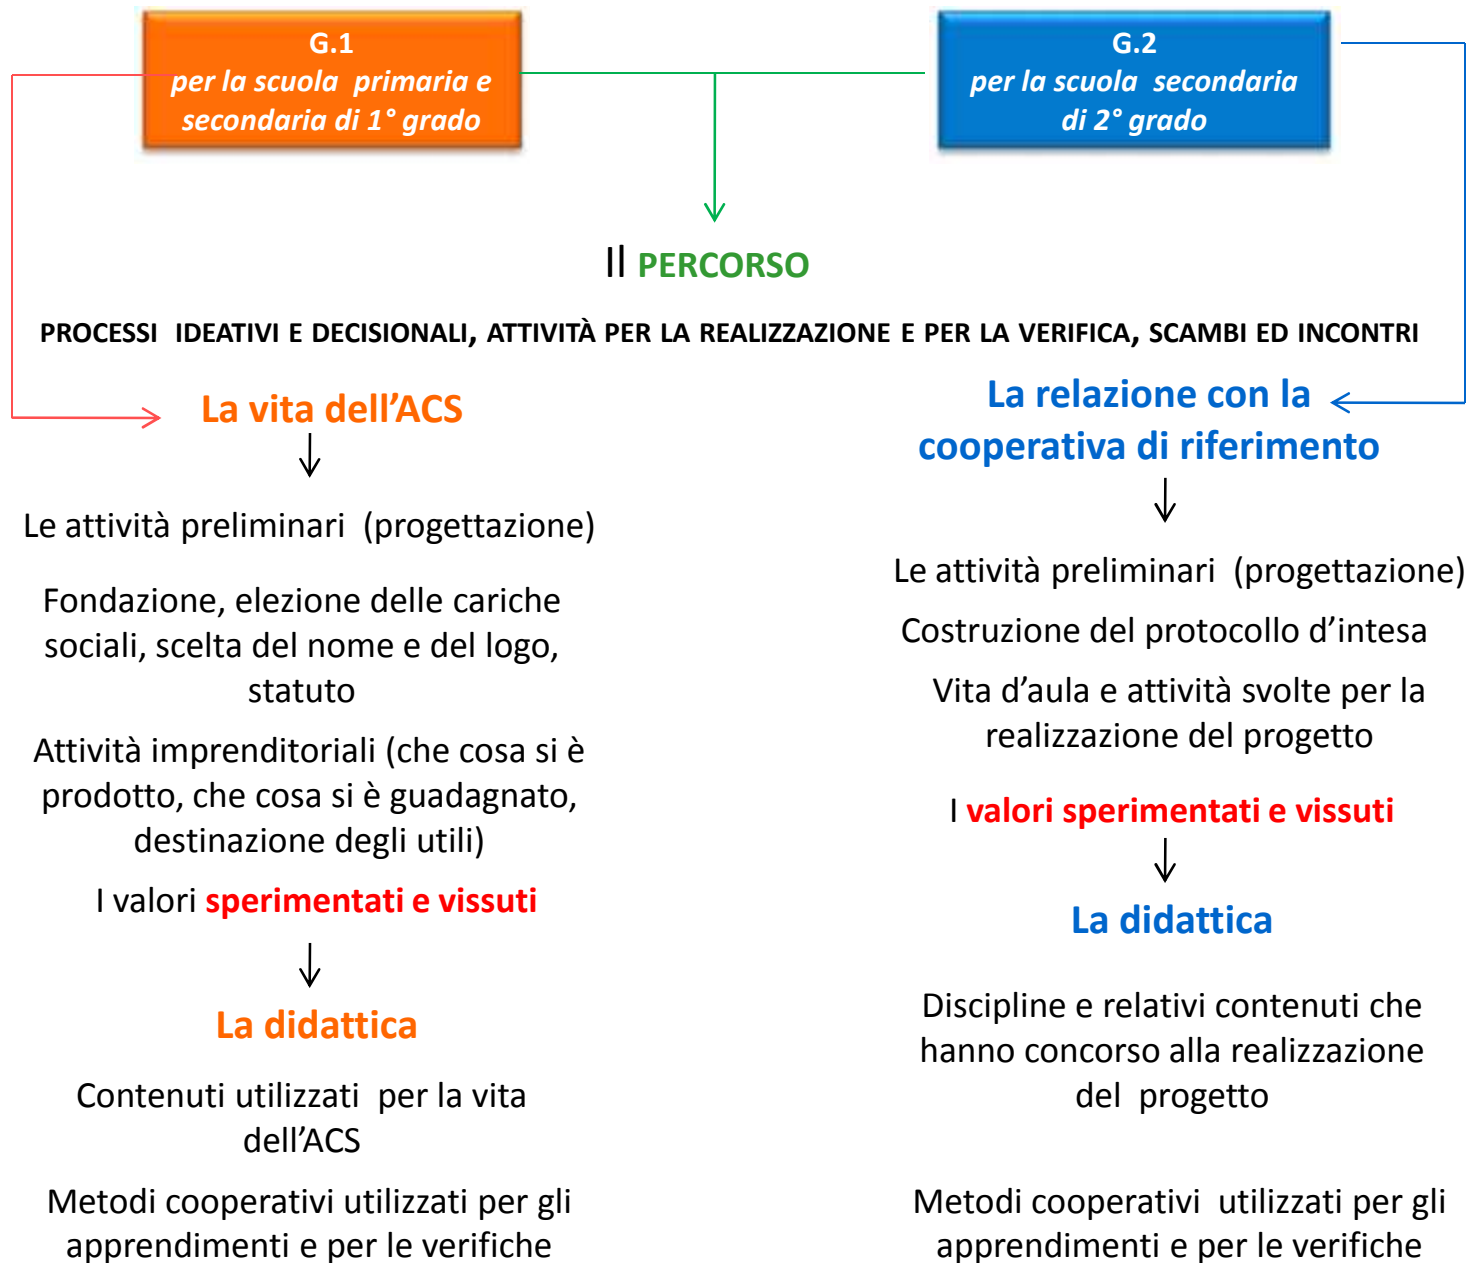 G.1
per la scuola primaria e
secondaria di 1° grado
G.2
per la scuola secondaria
di 2° grado
Il PERCORSO
PROCESSI IDEATIVI E DECISIONALI, ATTIVITÀ PER LA REALIZZAZIONE E PER LA VERIFICA, SCAMBI ED INCONTRI
La vita dell’ACS
Le attività preliminari (progettazione)
Fondazione, elezione delle cariche
sociali, scelta del nome e del logo,
statuto
Attività imprenditoriali (che cosa si è
prodotto, che cosa si è guadagnato,
destinazione degli utili)
I valori sperimentati e vissuti
La didattica
Contenuti utilizzati per la vita
dell’ACS
Metodi cooperativi utilizzati per gli
apprendimenti e per le verifiche
La relazione con la
cooperativa di riferimento
Le attività preliminari (progettazione)
Costruzione del protocollo d’intesa
Vita d’aula e attività svolte per la
realizzazione del progetto
I valori sperimentati e vissuti
La didattica
Discipline e relativi contenuti che
hanno concorso alla realizzazione
del progetto
Metodi cooperativi utilizzati per gli
apprendimenti e per le verifiche